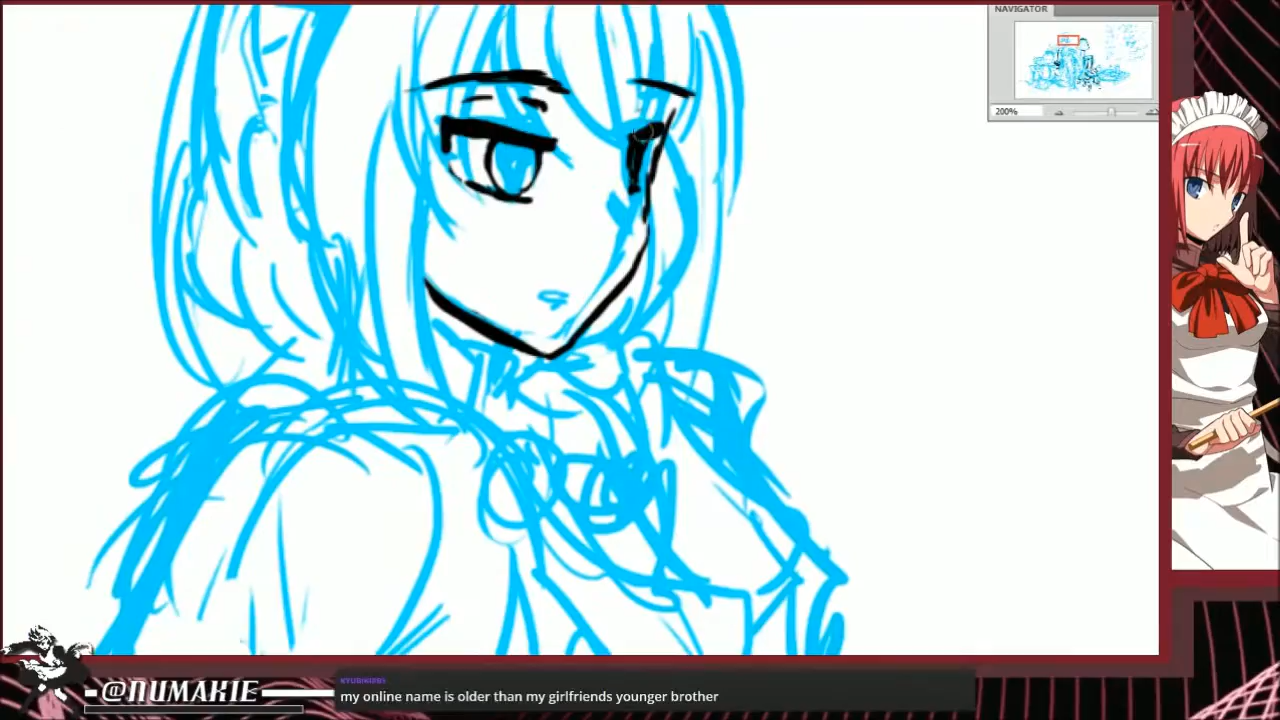 NAVIGATOR
200%
@NUMAKIE
my online name is older than my girlfriends younger brother